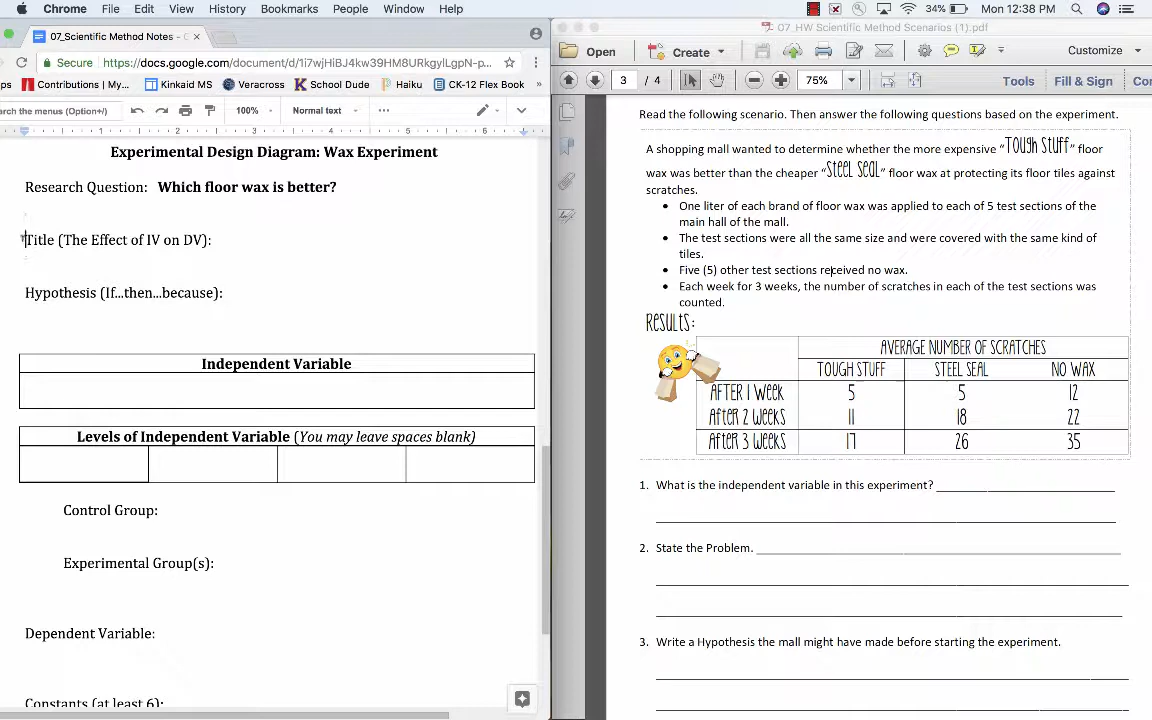 Chrome File Edit View History Bookmarks People Window Help 34% Mon 12:38 PM
07_Scientific Method Notes - G
07_HW Scientific Method Scenarios (1).pdf
Open Create Customize
Secure https://docs.google.com/document/d/1i7wjHiBJ4kw39HM8URkgylLgpN-p...
3 / 4 75% Tools Fill & Sign
ps Contributions | My... Kinkaid MS Veracross School Dude Haiku CK-12 Flex Book »
arch the menus (Option+/) 100% Normal text
1 2 3 4 5 6
Experimental Design Diagram: Wax Experiment
Research Question: Which floor wax is better?
Title (The Effect of IV on DV):
Hypothesis (If...then...because):
Independent Variable
Levels of Independent Variable (You may leave spaces blank)
Control Group:
Experimental Group(s):
Dependent Variable:
Constants (at least 6):
Read the following scenario. Then answer the following questions based on the experiment.
A shopping mall wanted to determine whether the more expensive “Tough Stuff” floor
wax was better than the cheaper “Steel Seal” floor wax at protecting its floor tiles against
scratches.
• One liter of each brand of floor wax was applied to each of 5 test sections of the
main hall of the mall.
• The test sections were all the same size and were covered with the same kind of
tiles.
• Five (5) other test sections received no wax.
• Each week for 3 weeks, the number of scratches in each of the test sections was
counted.
Results:
AVERAGE NUMBER OF SCRATCHES
TOUGH STUFF STEEL SEAL NO WAX
AFTER 1 Week 5 5 12
After 2 weeks 11 18 22
After 3 weeks 17 26 35
1. What is the independent variable in this experiment?
2. State the Problem.
3. Write a Hypothesis the mall might have made before starting the experiment.